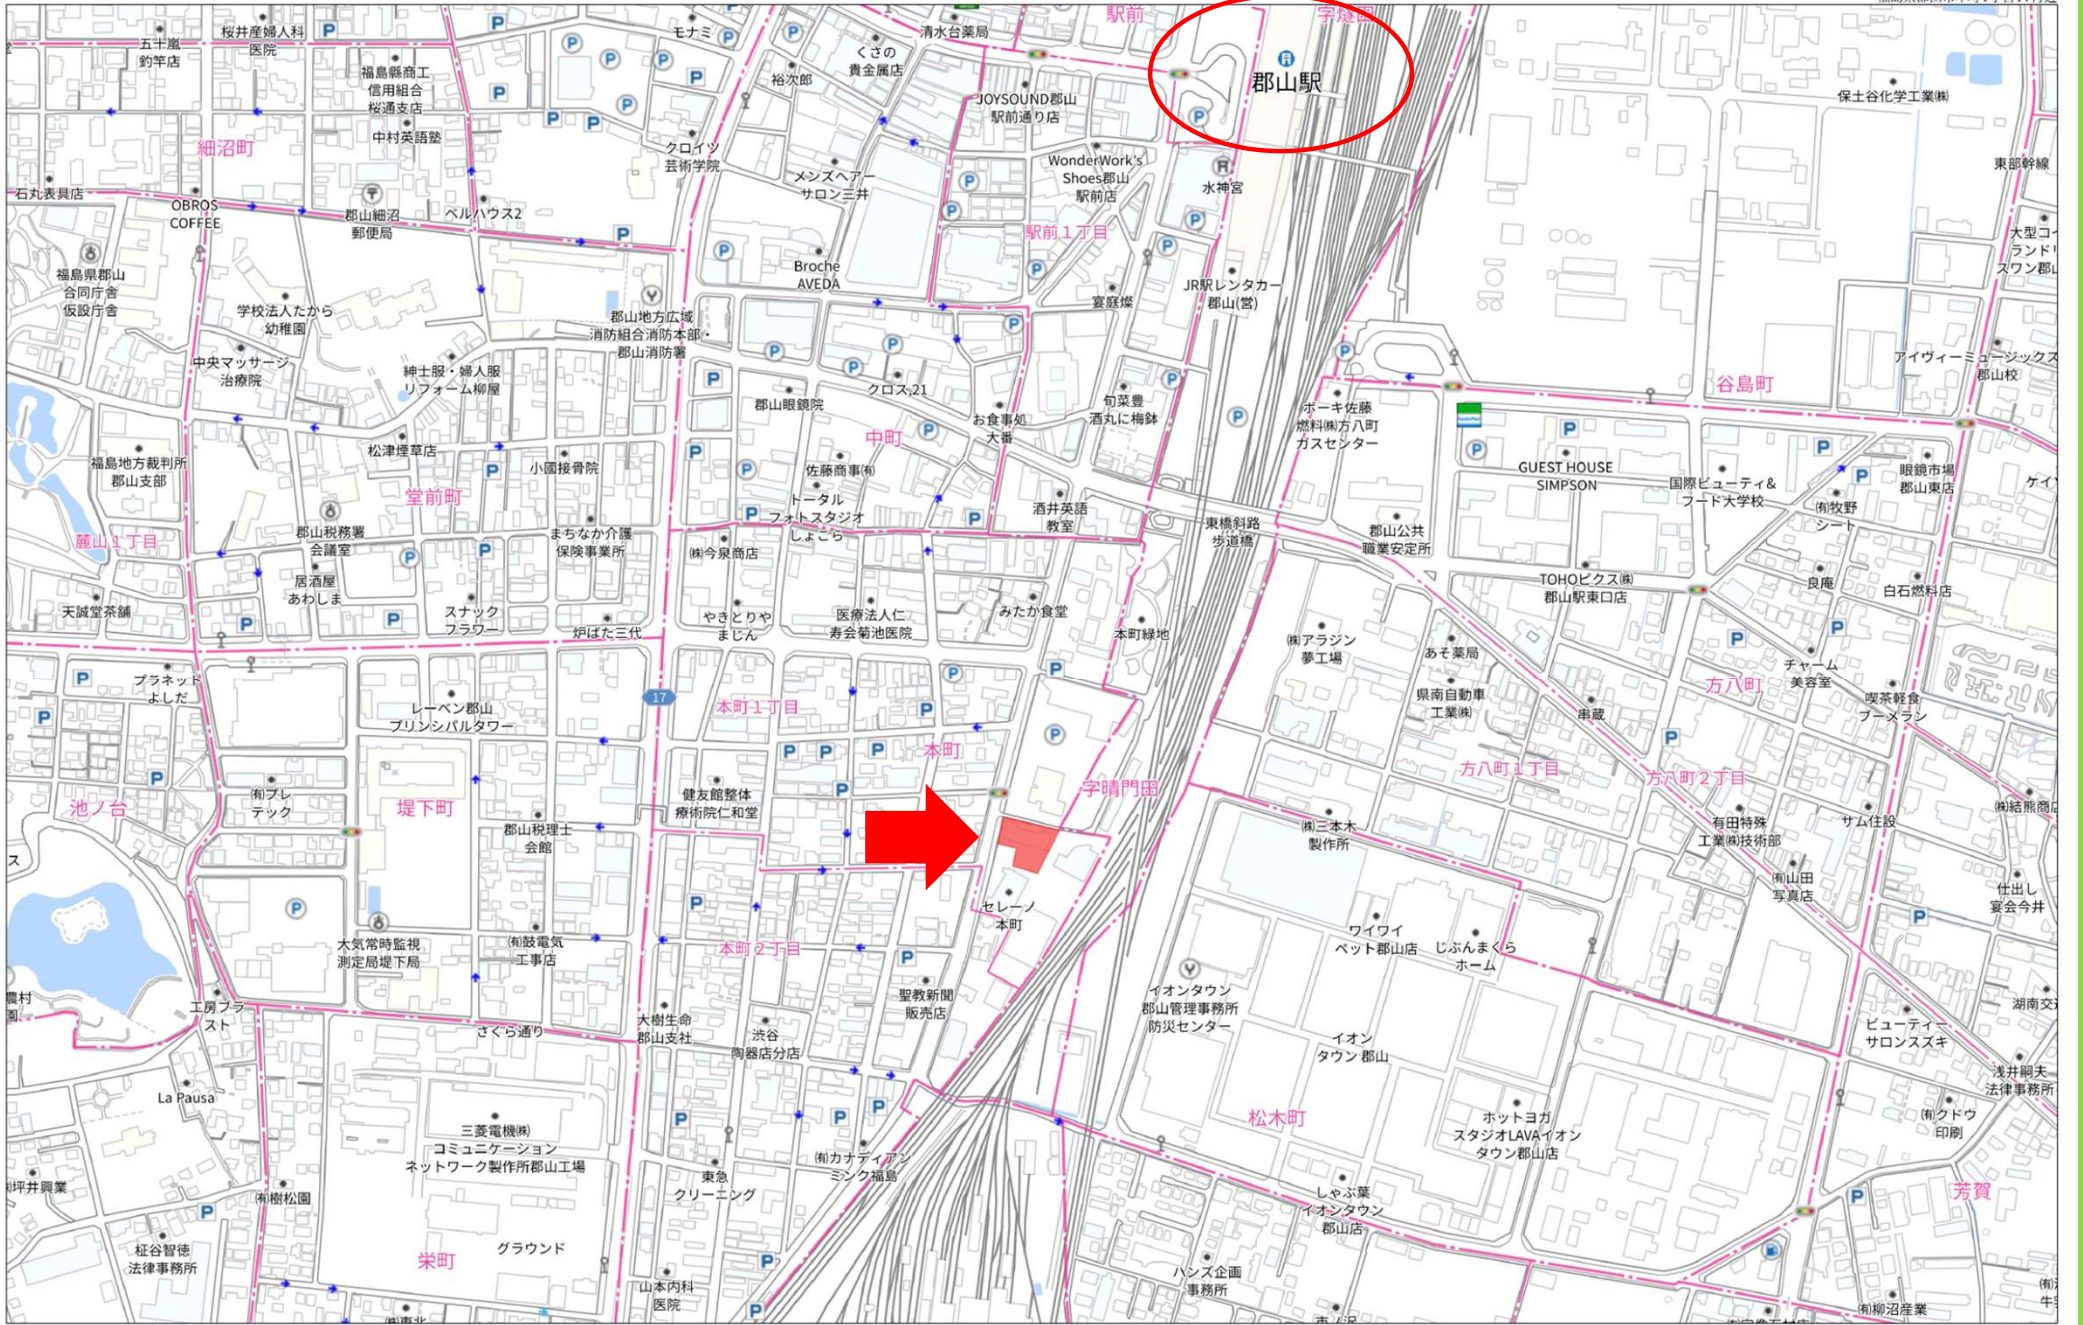 駅前
字燧田
桜井産婦人科
医院
五十嵐
釣竿店
モナミ
清水台薬局
くさの
貴金属店
裕次郎
福島縣商工
信用組合
桜通支店
JOYSOUND郡山
駅前通り店
郡山駅
保土谷化学工業㈱
中村英語塾
細沼町
クロイツ
芸術学院
メンズヘアー
サロン三井
WonderWork's
Shoes郡山
駅前店
水神宮
東部幹線
石丸表具店
OBROS
COFFEE
郡山細沼
郵便局
ベルハウス2
駅前１丁目
福島県郡山
合同庁舎
仮設庁舎
学校法人たから
幼稚園
Broche
AVEDA
宴庭燦
JR駅レンタカー
郡山(営)
郡山地方広域
消防組合消防本部・
郡山消防署
中央マッサージ
治療院
紳士服・婦人服
リフォーム柳屋
クロス,21
郡山眼鏡院
お食事処
大番
旬菜豊
酒丸に梅鉢
ホーキ佐藤
燃料㈱方八町
ガスセンター
谷島町
アイヴィーミュージックス
郡山校
松津煙草店
中町
福島地方裁判所
郡山支部
小國接骨院
佐藤商事㈲
トータル
フォトスタジオ
しょこら
堂前町
GUEST HOUSE
SIMPSON
国際ビューティ&
フード大学校
眼鏡市場
郡山東店
㈲牧野
シート
酒井英語
教室
東橋斜路
歩道橋
郡山公共
職業安定所
麓山１丁目
郡山税務署
会議室
まちなか介護
保険事業所
㈱今泉商店
居酒屋
あわしま
TOHOピクス㈱
郡山駅東口店
良庵
白石燃料店
天誠堂茶舗
スナック
フラワー
炉ばた三代
やきとりや
まじん
医療法人仁
寿会菊池医院
みたか食堂
本町緑地
㈱アラジン
夢工場
あそ薬局
チャーム
美容室
プラネット
よしだ
17
方八町
レーベン郡山
プリンシパルタワー
本町１丁目
県南自動車
工業㈱
串蔵
喫茶軽食
ブーメラン
本町
方八町１丁目
方八町２丁目
池ノ台
㈲プレ
テック
堤下町
健友館整体
療術院仁和堂
字晴門田
郡山税理士
会館
㈱三本木
製作所
有田特殊
工業㈱技術部
サム住設
㈲山田
写真店
仕出し
宴会今井
セレーノ
本町
ワイワイ
ペット郡山店
じぶんまくら
ホーム
大気常時監視
測定局堤下局
㈲鼓電気
工事店
本町２丁目
イオンタウン
郡山管理事務所
防災センター
聖教新聞
販売店
工房プラ
スト
さくら通り
大樹生命
郡山支社
渋谷
陶器店分店
イオン
タウン 郡山
ビューティー
サロンスズキ
浅井嗣夫
法律事務所
La Pausa
松木町
ホットヨガ
スタジオLAVAイオン
タウン郡山店
㈲クドウ
印刷
三菱電機㈱
コミュニケーション
ネットワーク製作所郡山工場
㈲カナディアン
ミンク福島
東急
クリーニング
しゃぶ葉
イオンタウン
郡山店
芳賀
㈲樹松園
柾谷智徳
法律事務所
栄町
グラウンド
山本内科
医院
ハンズ企画
事務所
㈲柳沼産業